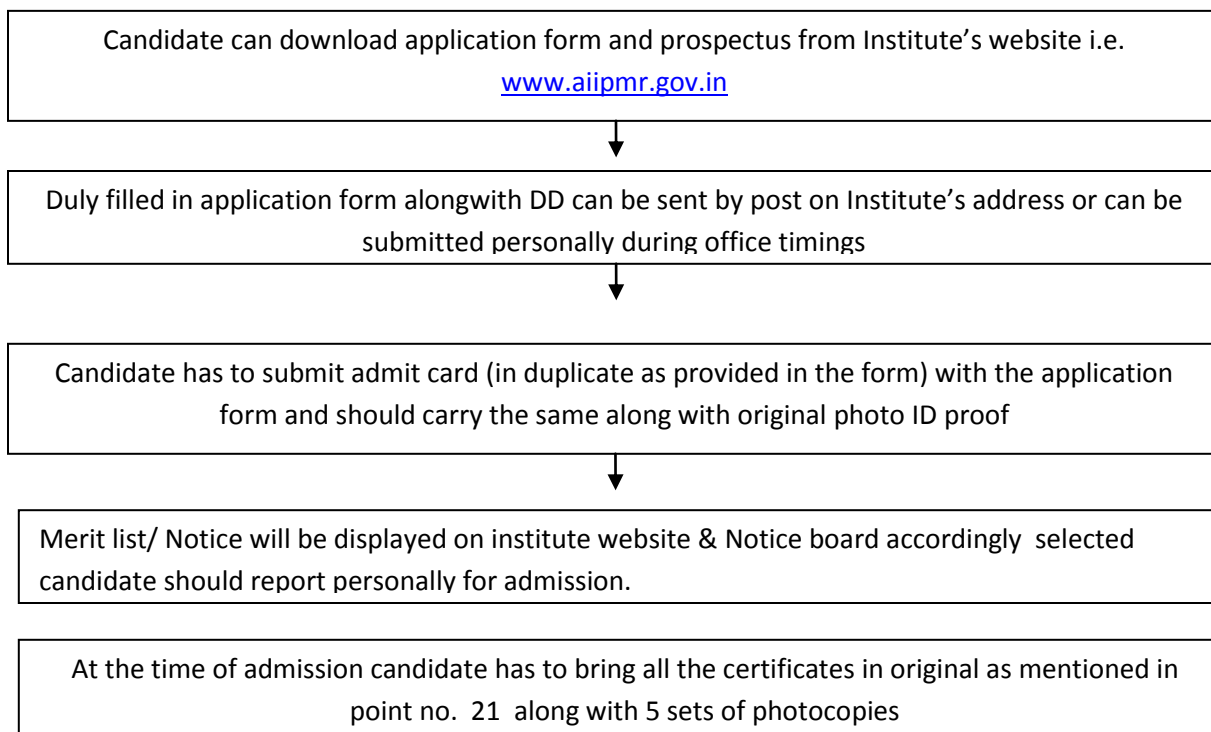 Candidate can download application form and prospectus from Institute’s website i.e.
www.aiipmr.gov.in
Duly filled in application form alongwith DD can be sent by post on Institute’s address or can be
submitted personally during office timings
Candidate has to submit admit card (in duplicate as provided in the form) with the application
form and should carry the same along with original photo ID proof
Merit list/ Notice will be displayed on institute website & Notice board accordingly selected
candidate should report personally for admission.
At the time of admission candidate has to bring all the certificates in original as mentioned in
point no. 21 along with 5 sets of photocopies